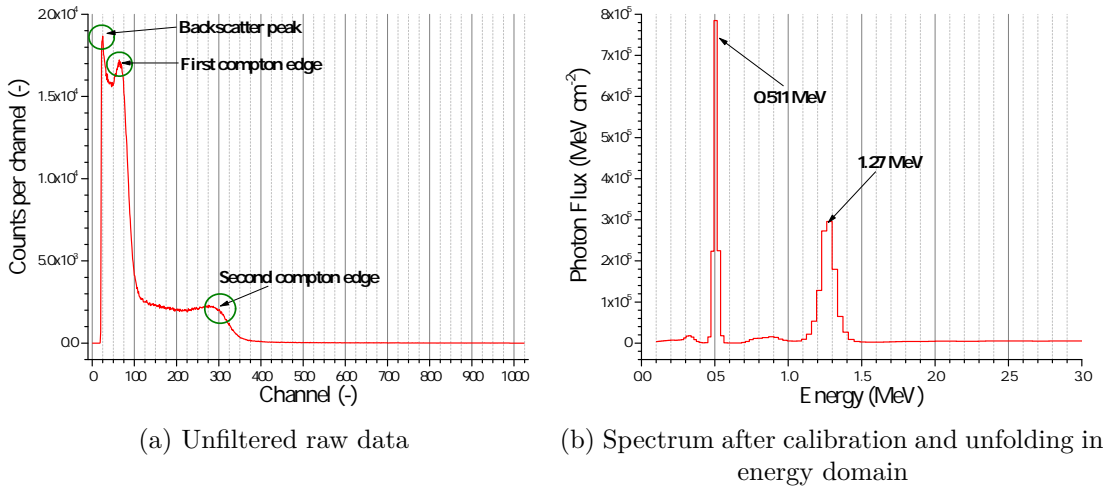 2.0x10⁴
1.5x10⁴
1.0x10⁴
5.0x10³
0.0
Counts per channel (-)
Backscatter peak
First compton edge
Second compton edge
0 100 200 300 400 500 600 700 800 900 1000
Channel (-)
(a) Unfiltered raw data
8x10⁵
7x10⁵
6x10⁵
5x10⁵
4x10⁵
3x10⁵
2x10⁵
1x10⁵
0
Photon Flux (MeV cm⁻²)
0.511 MeV
1.27 MeV
0.0 0.5 1.0 1.5 2.0 2.5 3.0
Energy (MeV)
(b) Spectrum after calibration and unfolding in
energy domain